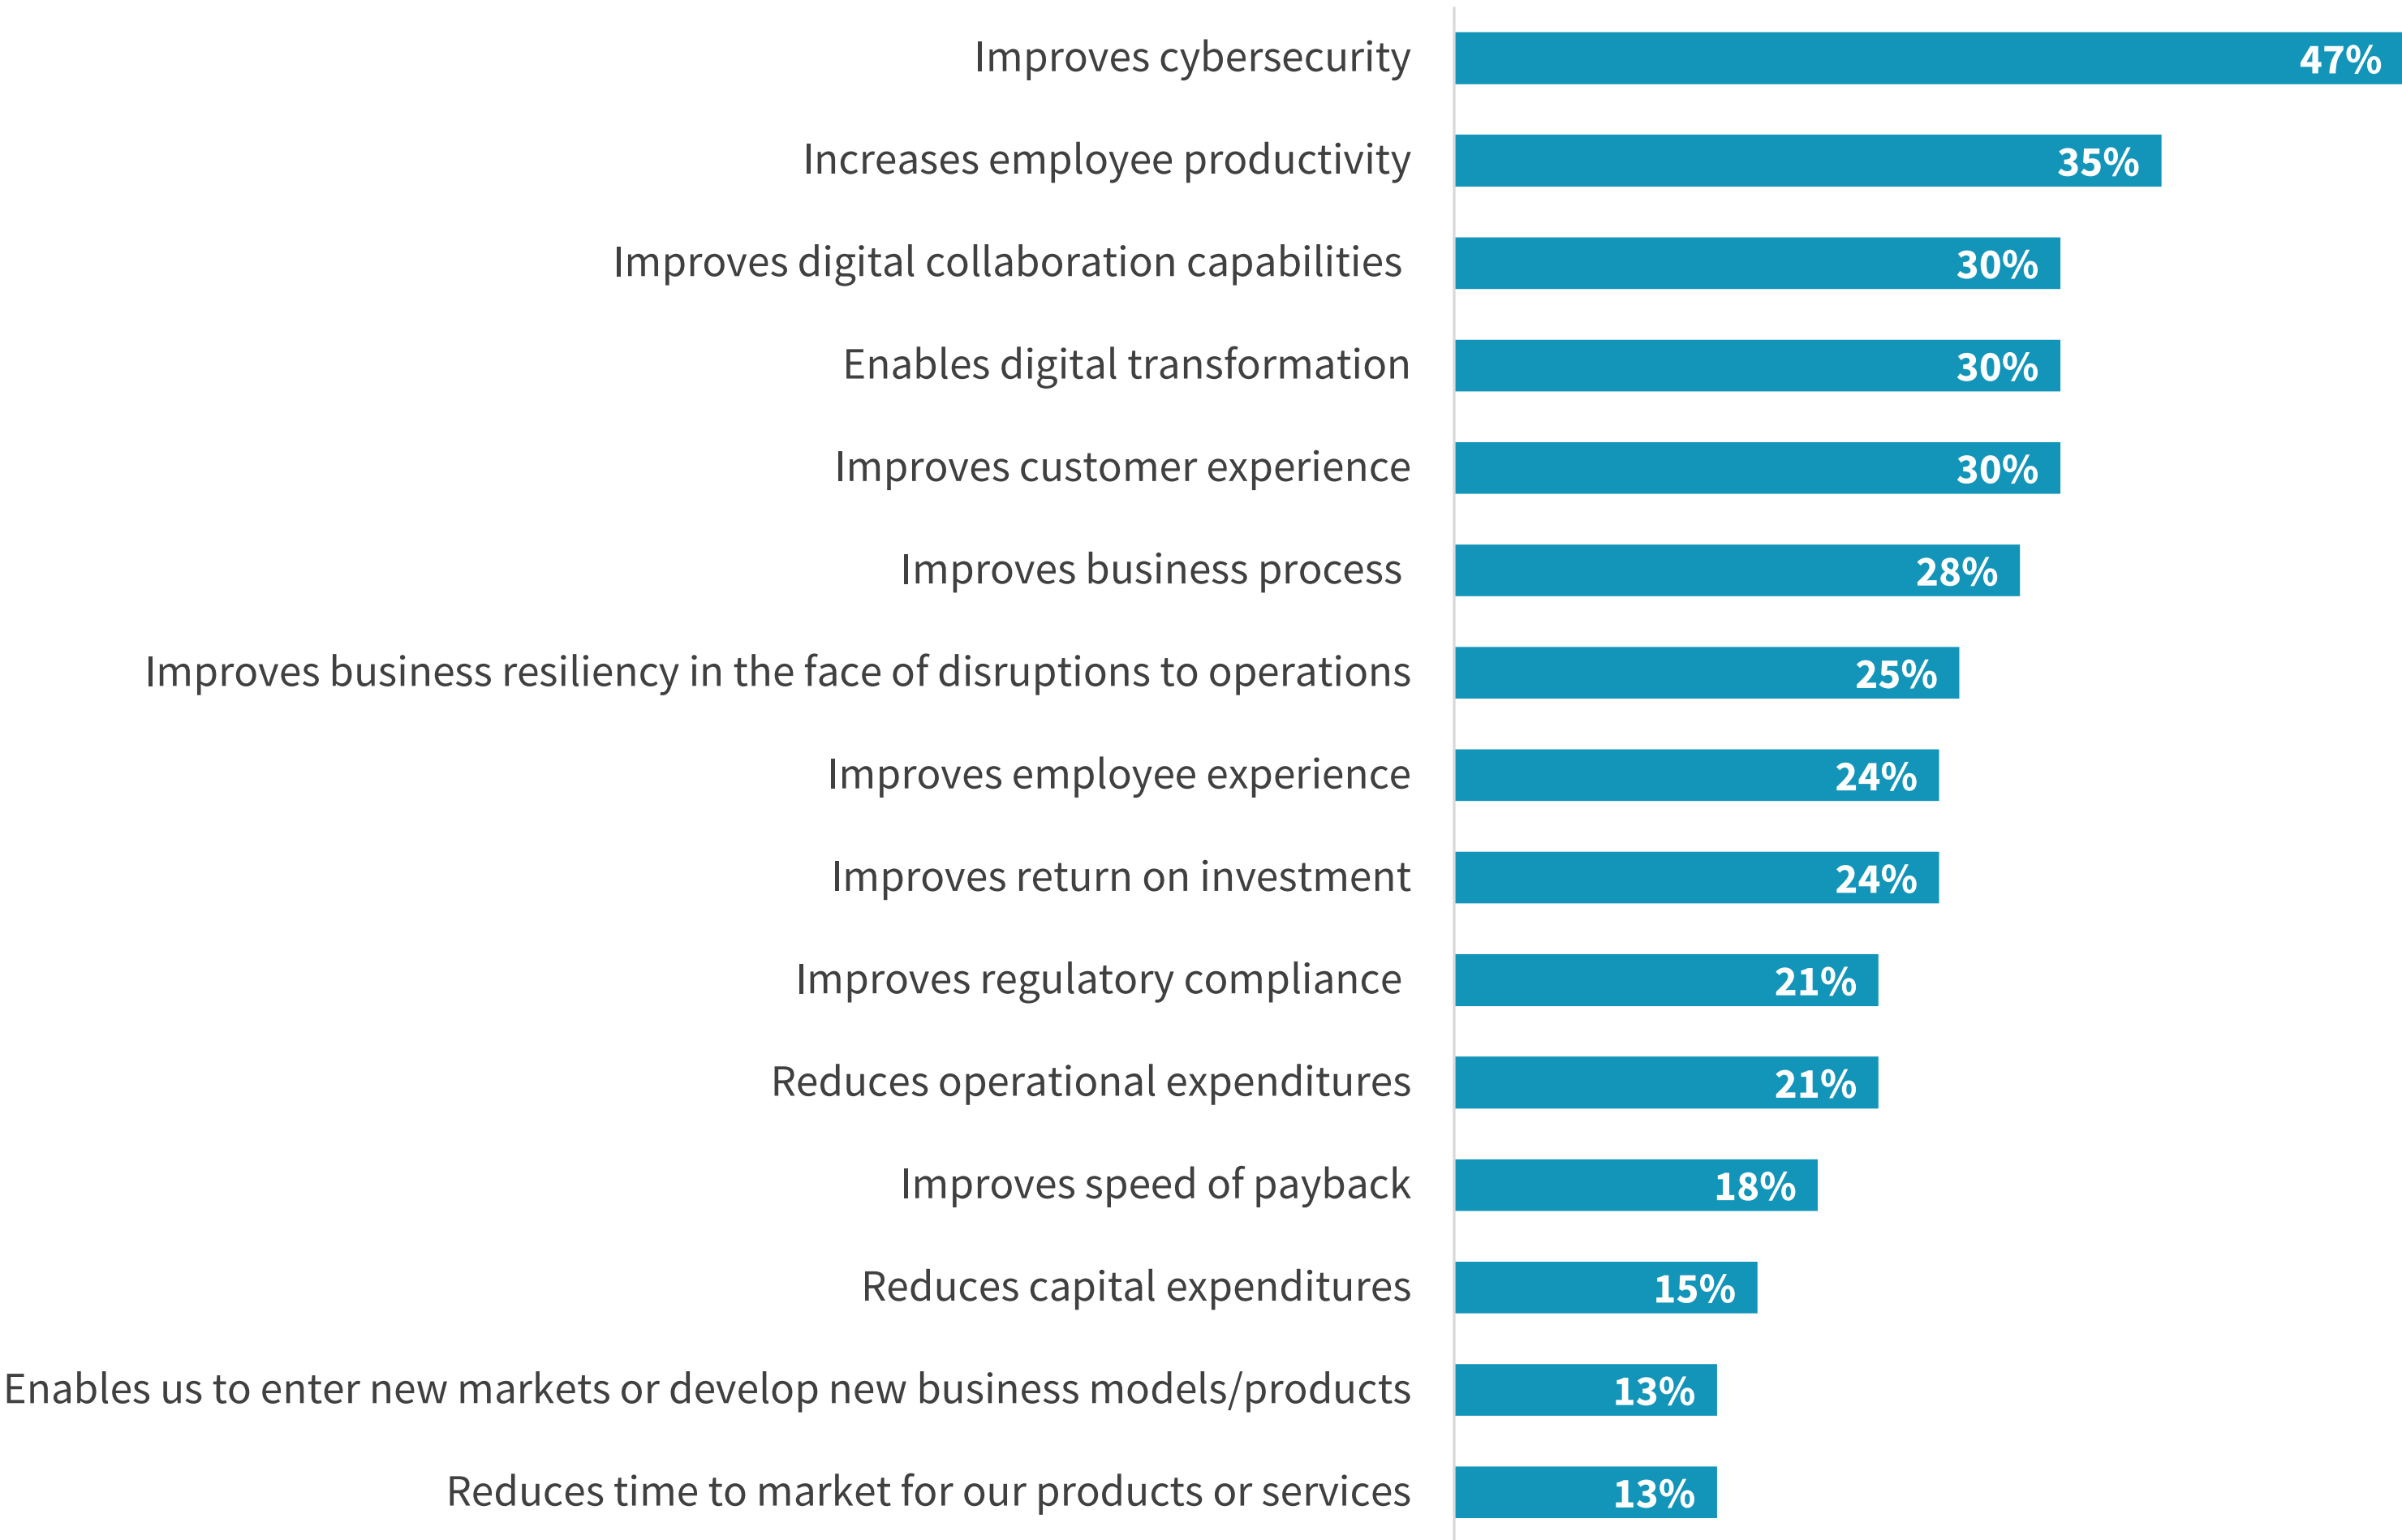 Improves cybersecurity 47%
Increases employee productivity 35%
Improves digital collaboration capabilities 30%
Enables digital transformation 30%
Improves customer experience 30%
Improves business process 28%
Improves business resiliency in the face of disruptions to operations 25%
Improves employee experience 24%
Improves return on investment 24%
Improves regulatory compliance 21%
Reduces operational expenditures 21%
Improves speed of payback 18%
Reduces capital expenditures 15%
Enables us to enter new markets or develop new business models/products 13%
Reduces time to market for our products or services 13%